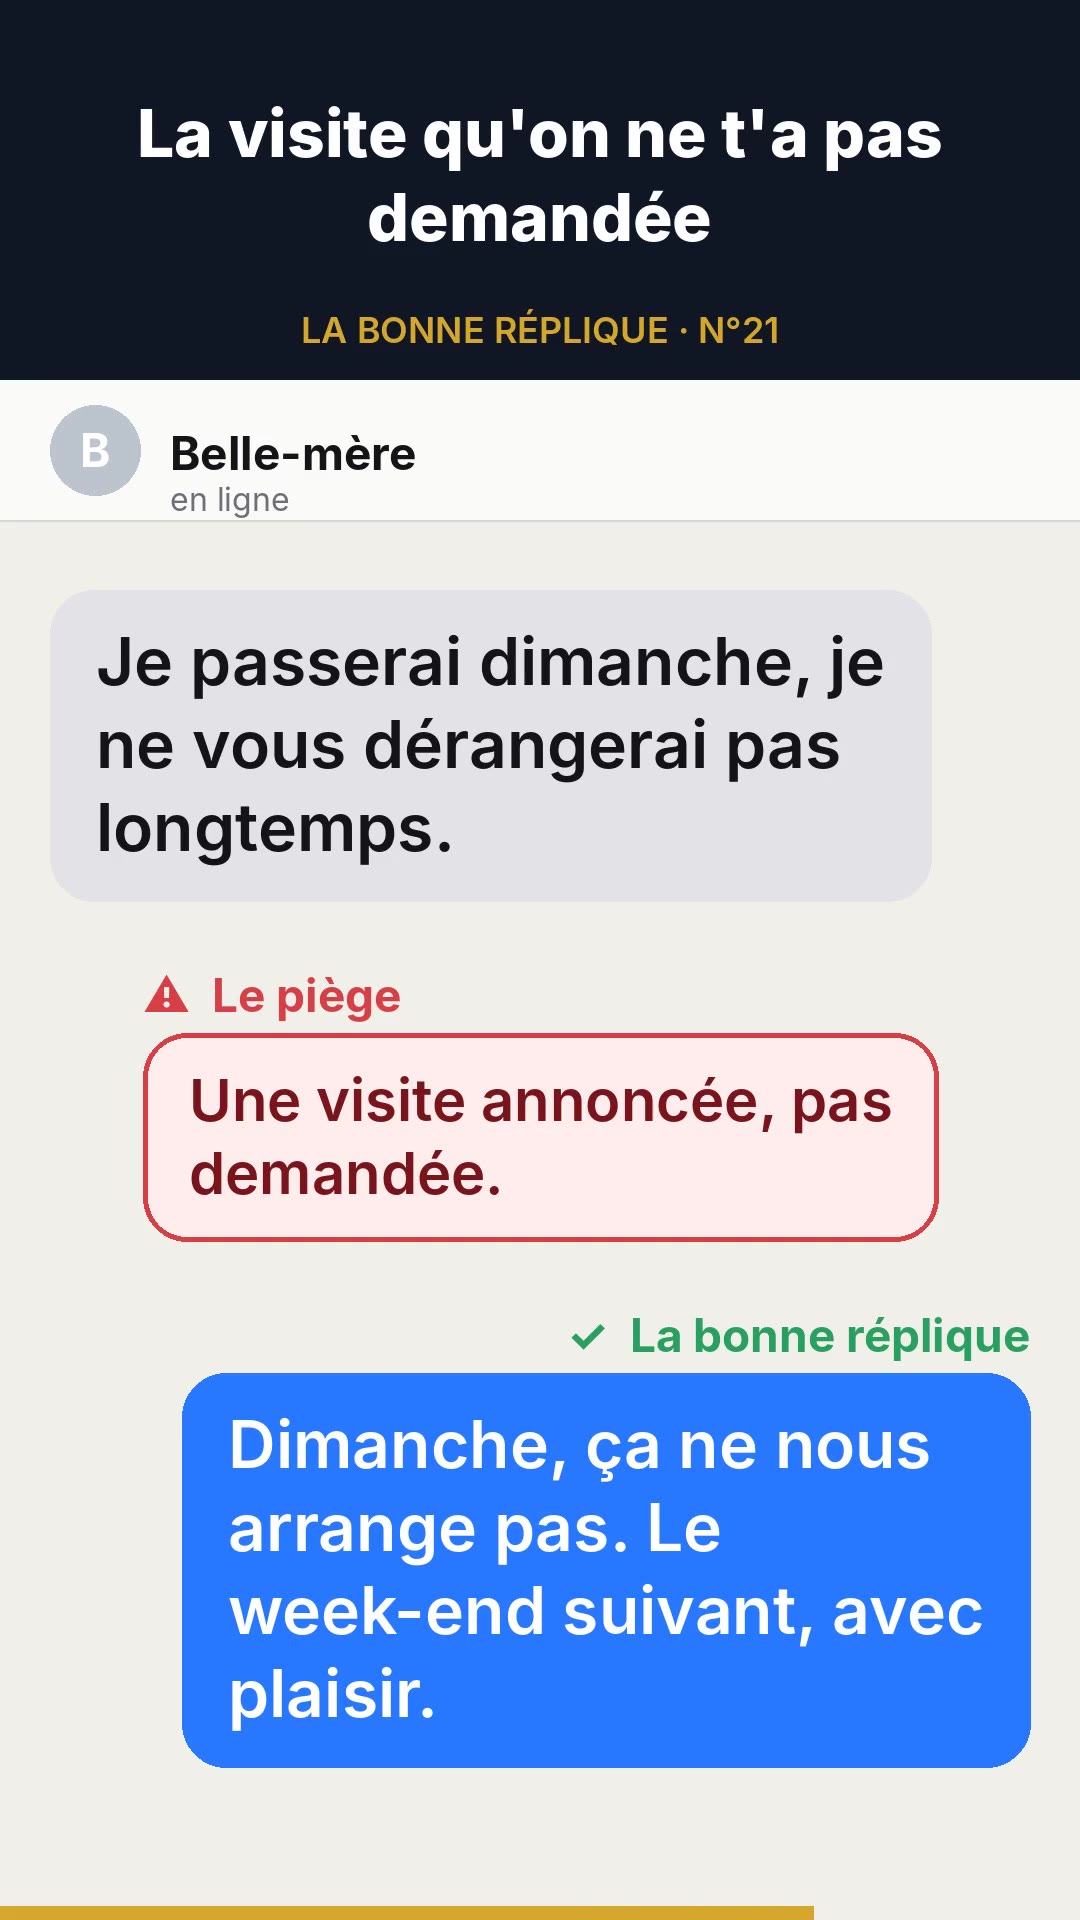 La visite qu'on ne t'a pas
demandée
LA BONNE RÉPLIQUE · N°21
B
Belle-mère
en ligne
Je passerai dimanche, je
ne vous dérangerai pas
longtemps.
Le piège
Une visite annoncée, pas
demandée.
La bonne réplique
Dimanche, ça ne nous
arrange pas. Le
week-end suivant, avec
plaisir.